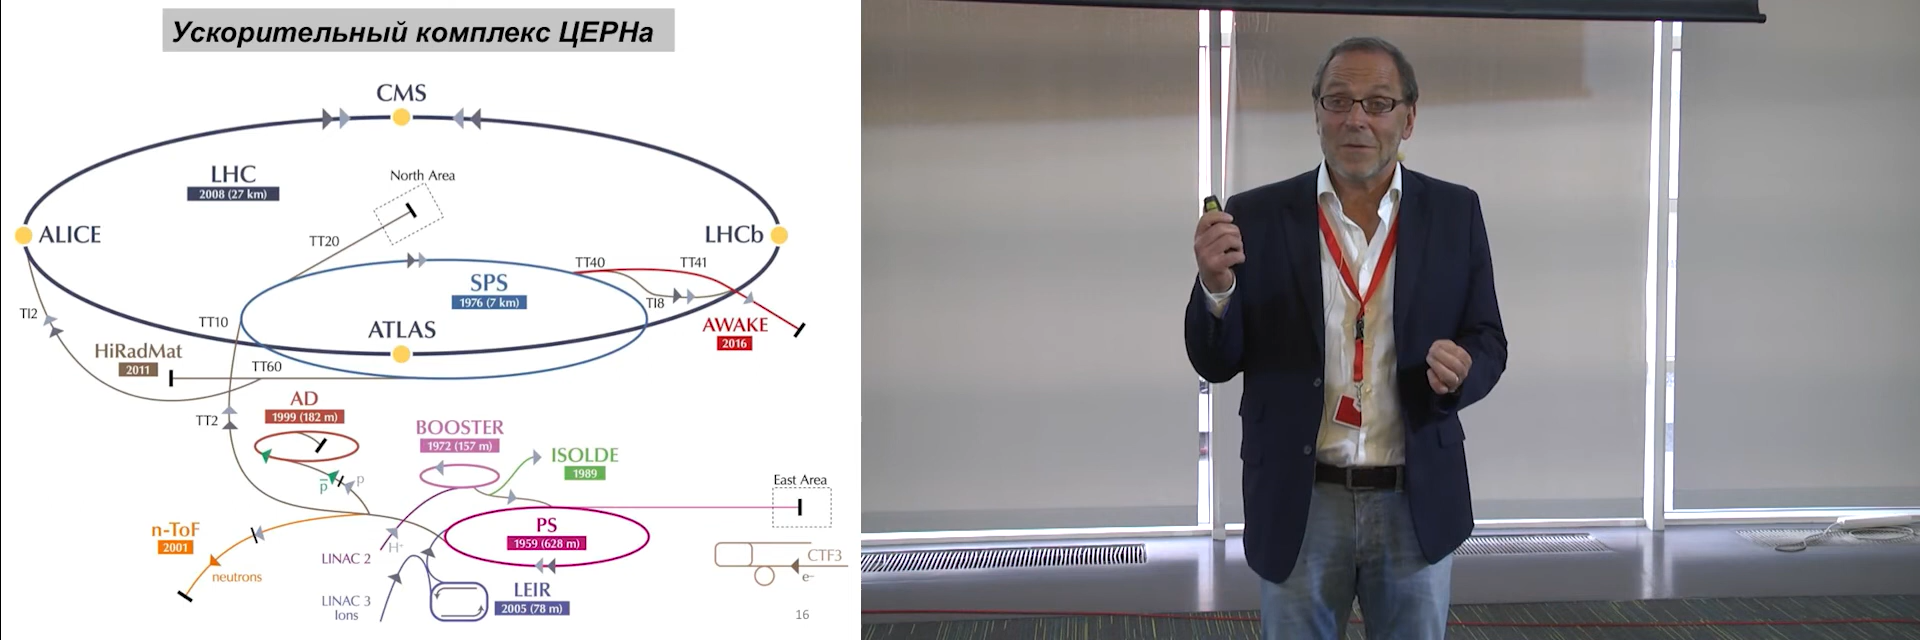 Ускорительный комплекс ЦЕРНа
CMS
LHC
2008 (27 km)
North Area
ALICE
LHCb
TT20
TT40
TT41
SPS
1976 (7 km)
TI8
TI2
TT10
ATLAS
AWAKE
2016
HiRadMat
2011
TT60
AD
1999 (182 m)
TT2
BOOSTER
1972 (157 m)
ISOLDE
1989
p
p̅
East Area
n-ToF
2001
PS
1959 (628 m)
H⁺
LINAC 2
CTF3
neutrons
e⁻
LEIR
2005 (78 m)
LINAC 3
Ions
16